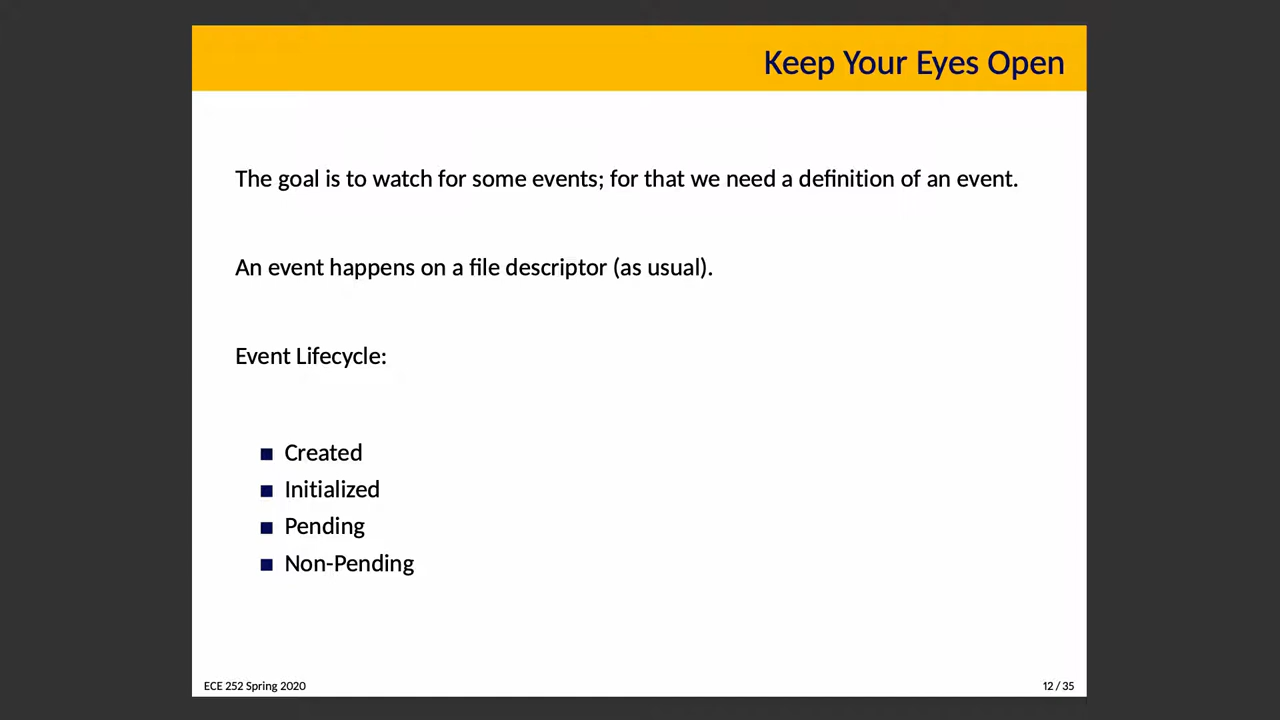 Keep Your Eyes Open
The goal is to watch for some events; for that we need a definition of an event.
An event happens on a file descriptor (as usual).
Event Lifecycle:
Created
Initialized
Pending
Non-Pending
ECE 252 Spring 2020
12 / 35